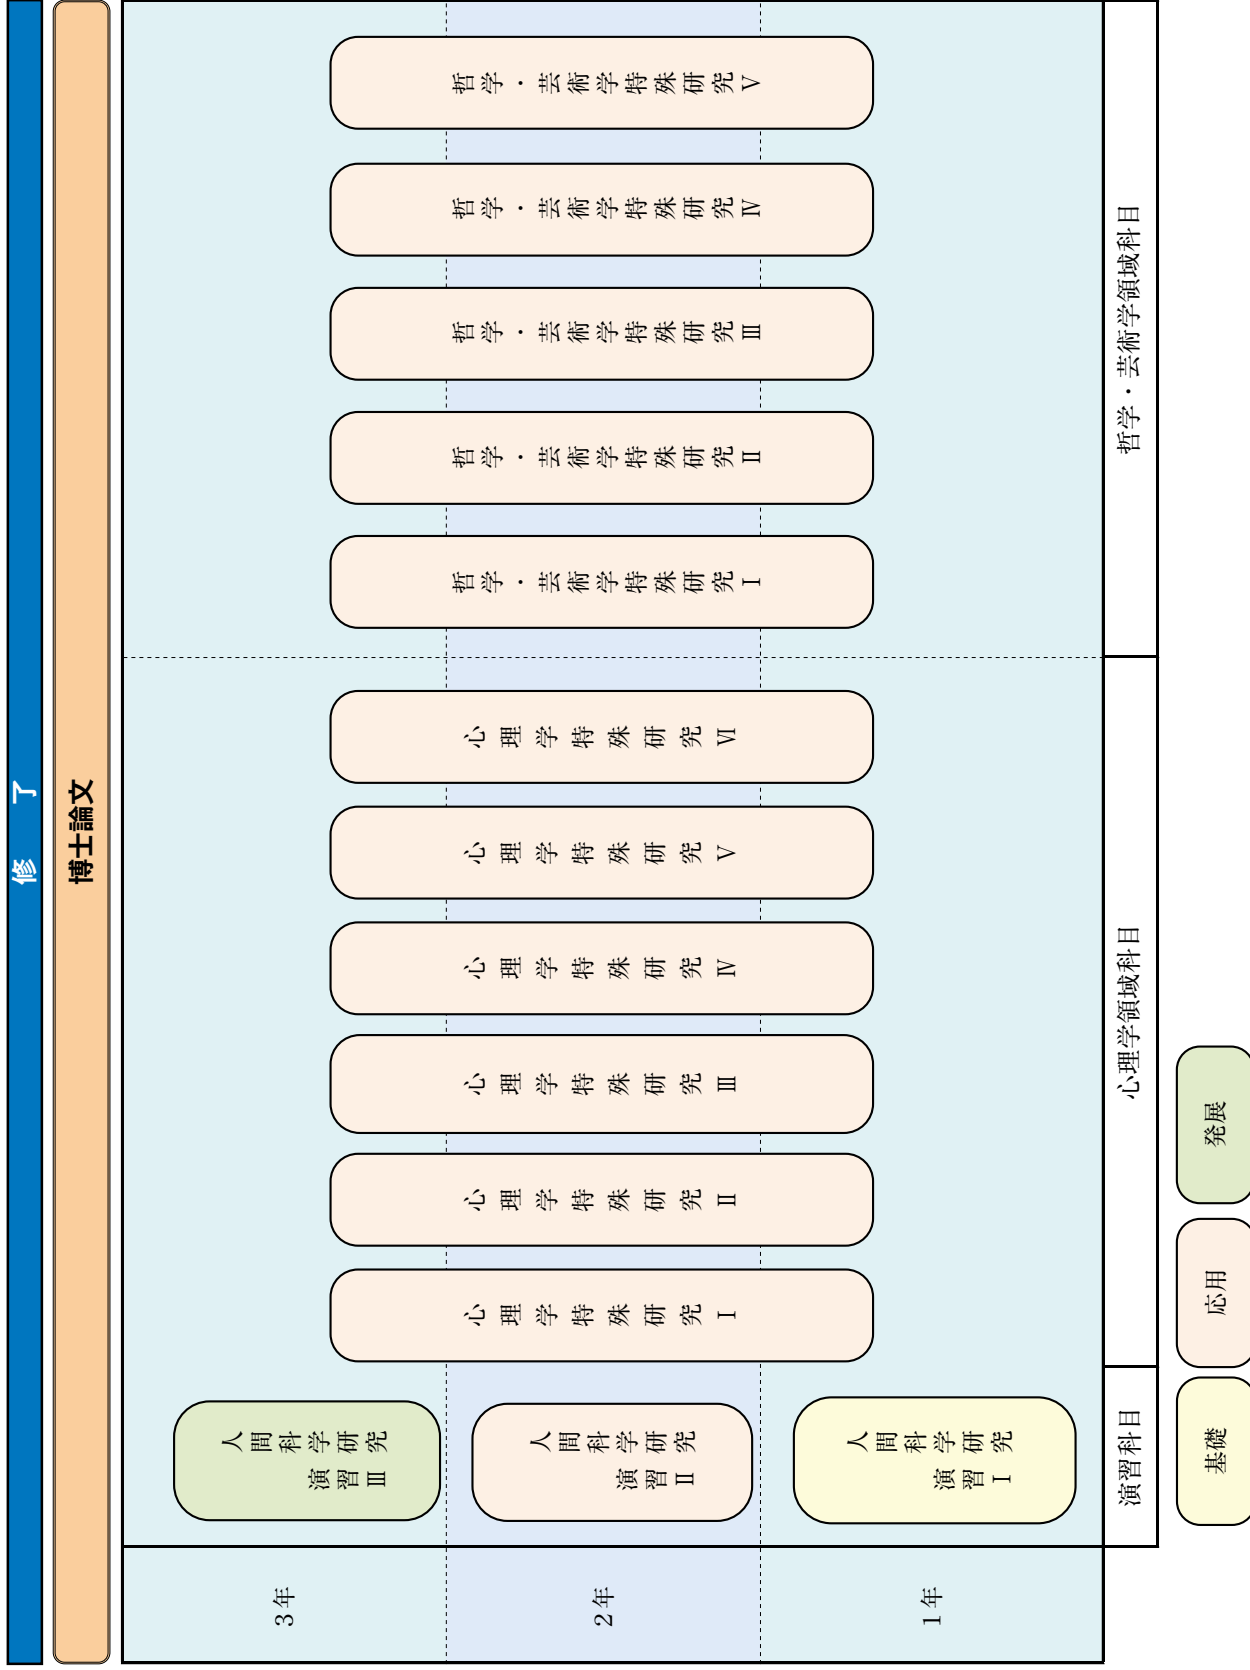 修　了
博士論文
3年
人間科学研究
演習Ⅲ
2年
人間科学研究
演習Ⅱ
1年
人間科学研究
演習Ⅰ
心理学特殊研究Ⅰ
心理学特殊研究Ⅱ
心理学特殊研究Ⅲ
心理学特殊研究Ⅳ
心理学特殊研究Ⅴ
心理学特殊研究Ⅵ
哲学・芸術学特殊研究Ⅰ
哲学・芸術学特殊研究Ⅱ
哲学・芸術学特殊研究Ⅲ
哲学・芸術学特殊研究Ⅳ
哲学・芸術学特殊研究Ⅴ
演習科目
心理学領域科目
哲学・芸術学領域科目
基礎
応用
発展